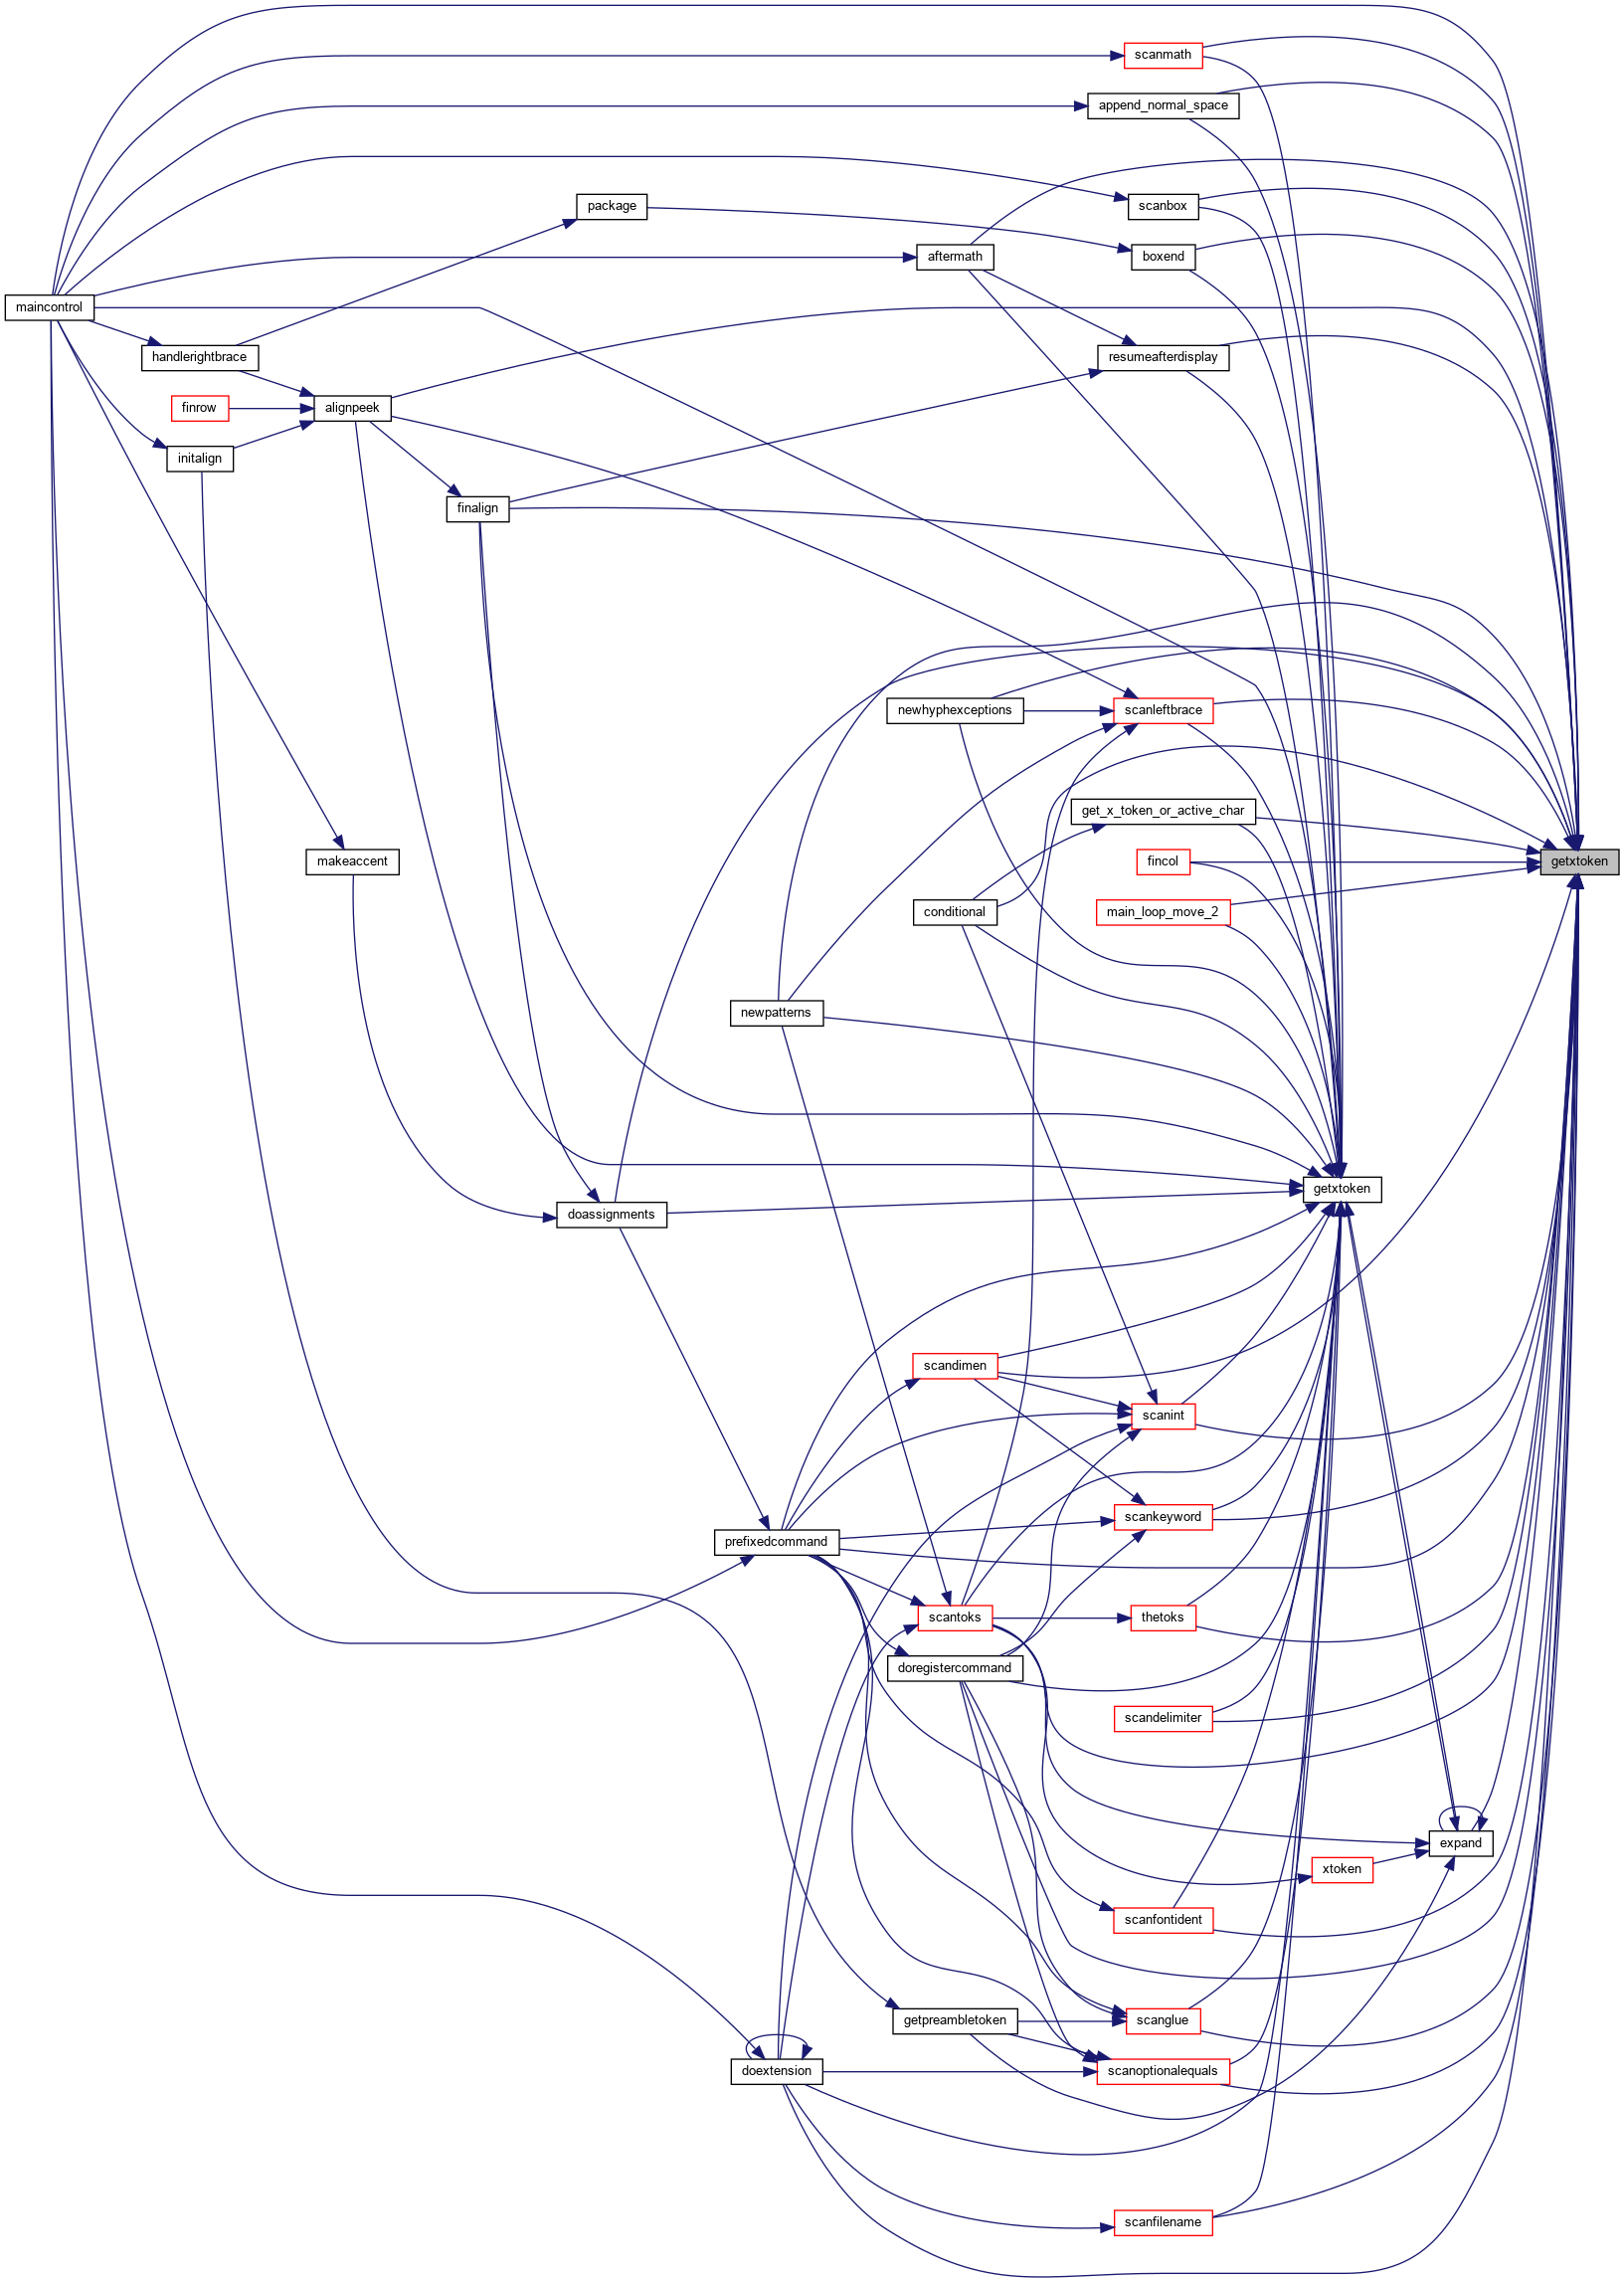 scanmath
append_normal_space
package
scanbox
aftermath
boxend
maincontrol
handlerightbrace
resumeafterdisplay
finrow
alignpeek
initalign
finalign
newhyphexceptions
scanleftbrace
get_x_token_or_active_char
makeaccent
fincol
getxtoken
conditional
main_loop_move_2
newpatterns
getxtoken
doassignments
scandimen
scanint
scankeyword
prefixedcommand
scantoks
thetoks
doregistercommand
scandelimiter
expand
xtoken
scanfontident
getpreambletoken
scanglue
doextension
scanoptionalequals
scanfilename